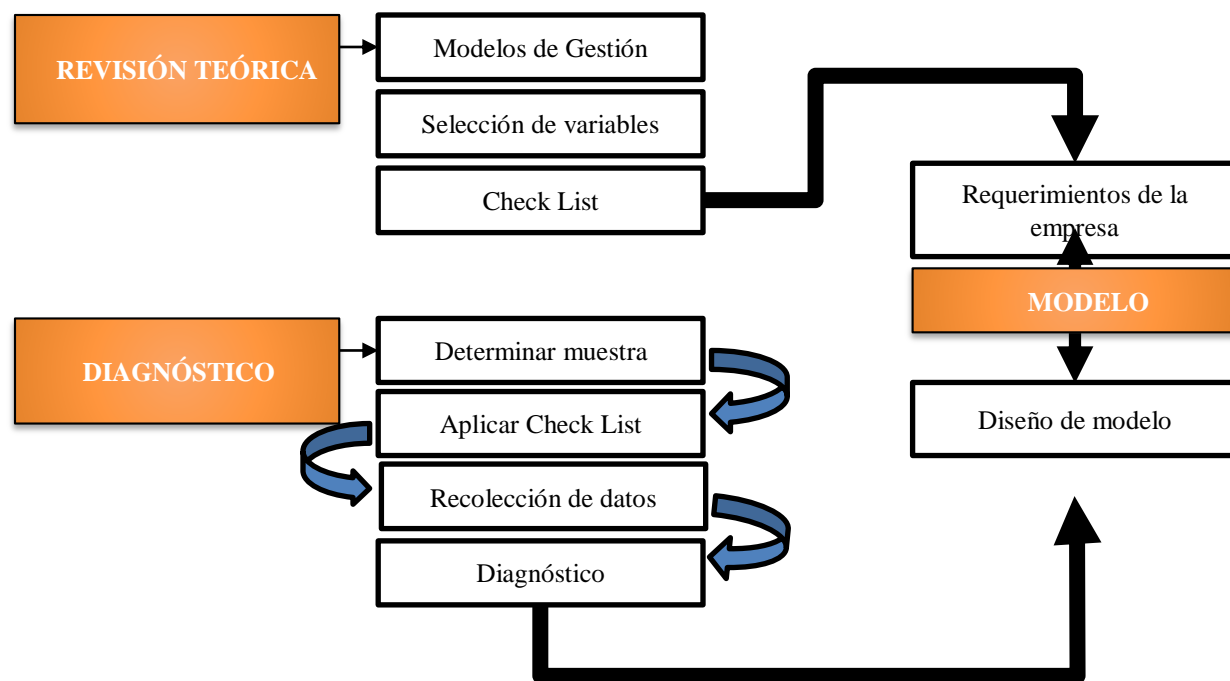 REVISIÓN TEÓRICA
Modelos de Gestión
Selección de variables
Check List
Requerimientos de la
empresa
MODELO
Diseño de modelo
DIAGNÓSTICO
Determinar muestra
Aplicar Check List
Recolección de datos
Diagnóstico